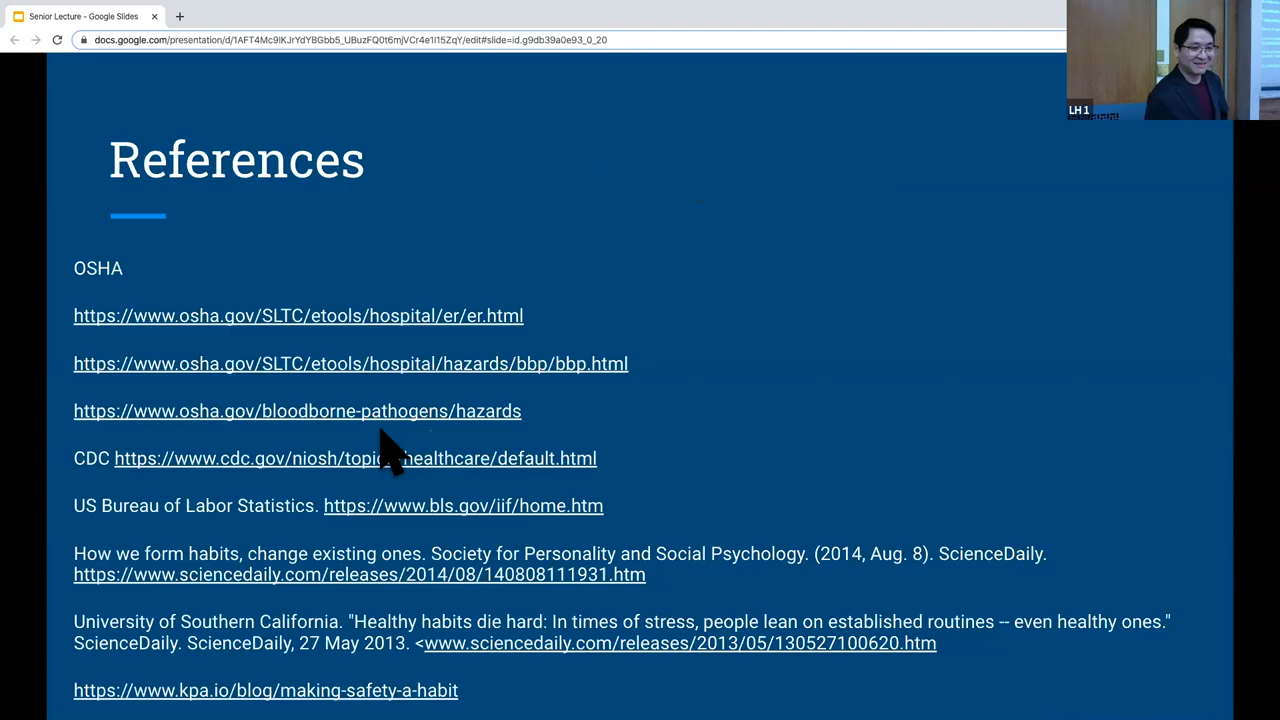 Senior Lecture - Google Slides
docs.google.com/presentation/d/1AFT4Mc9IKJrYdYBGbb5_UBuzFQ0t6mjVCr4e1I15ZqY/edit#slide=id.g9db39a0e93_0_20
LH 1
References
OSHA
https://www.osha.gov/SLTC/etools/hospital/er/er.html
https://www.osha.gov/SLTC/etools/hospital/hazards/bbp/bbp.html
https://www.osha.gov/bloodborne-pathogens/hazards
CDC https://www.cdc.gov/niosh/topics/healthcare/default.html
US Bureau of Labor Statistics. https://www.bls.gov/iif/home.htm
How we form habits, change existing ones. Society for Personality and Social Psychology. (2014, Aug. 8). ScienceDaily.
https://www.sciencedaily.com/releases/2014/08/140808111931.htm
University of Southern California. "Healthy habits die hard: In times of stress, people lean on established routines -- even healthy ones."
ScienceDaily. ScienceDaily, 27 May 2013. <www.sciencedaily.com/releases/2013/05/130527100620.htm
https://www.kpa.io/blog/making-safety-a-habit